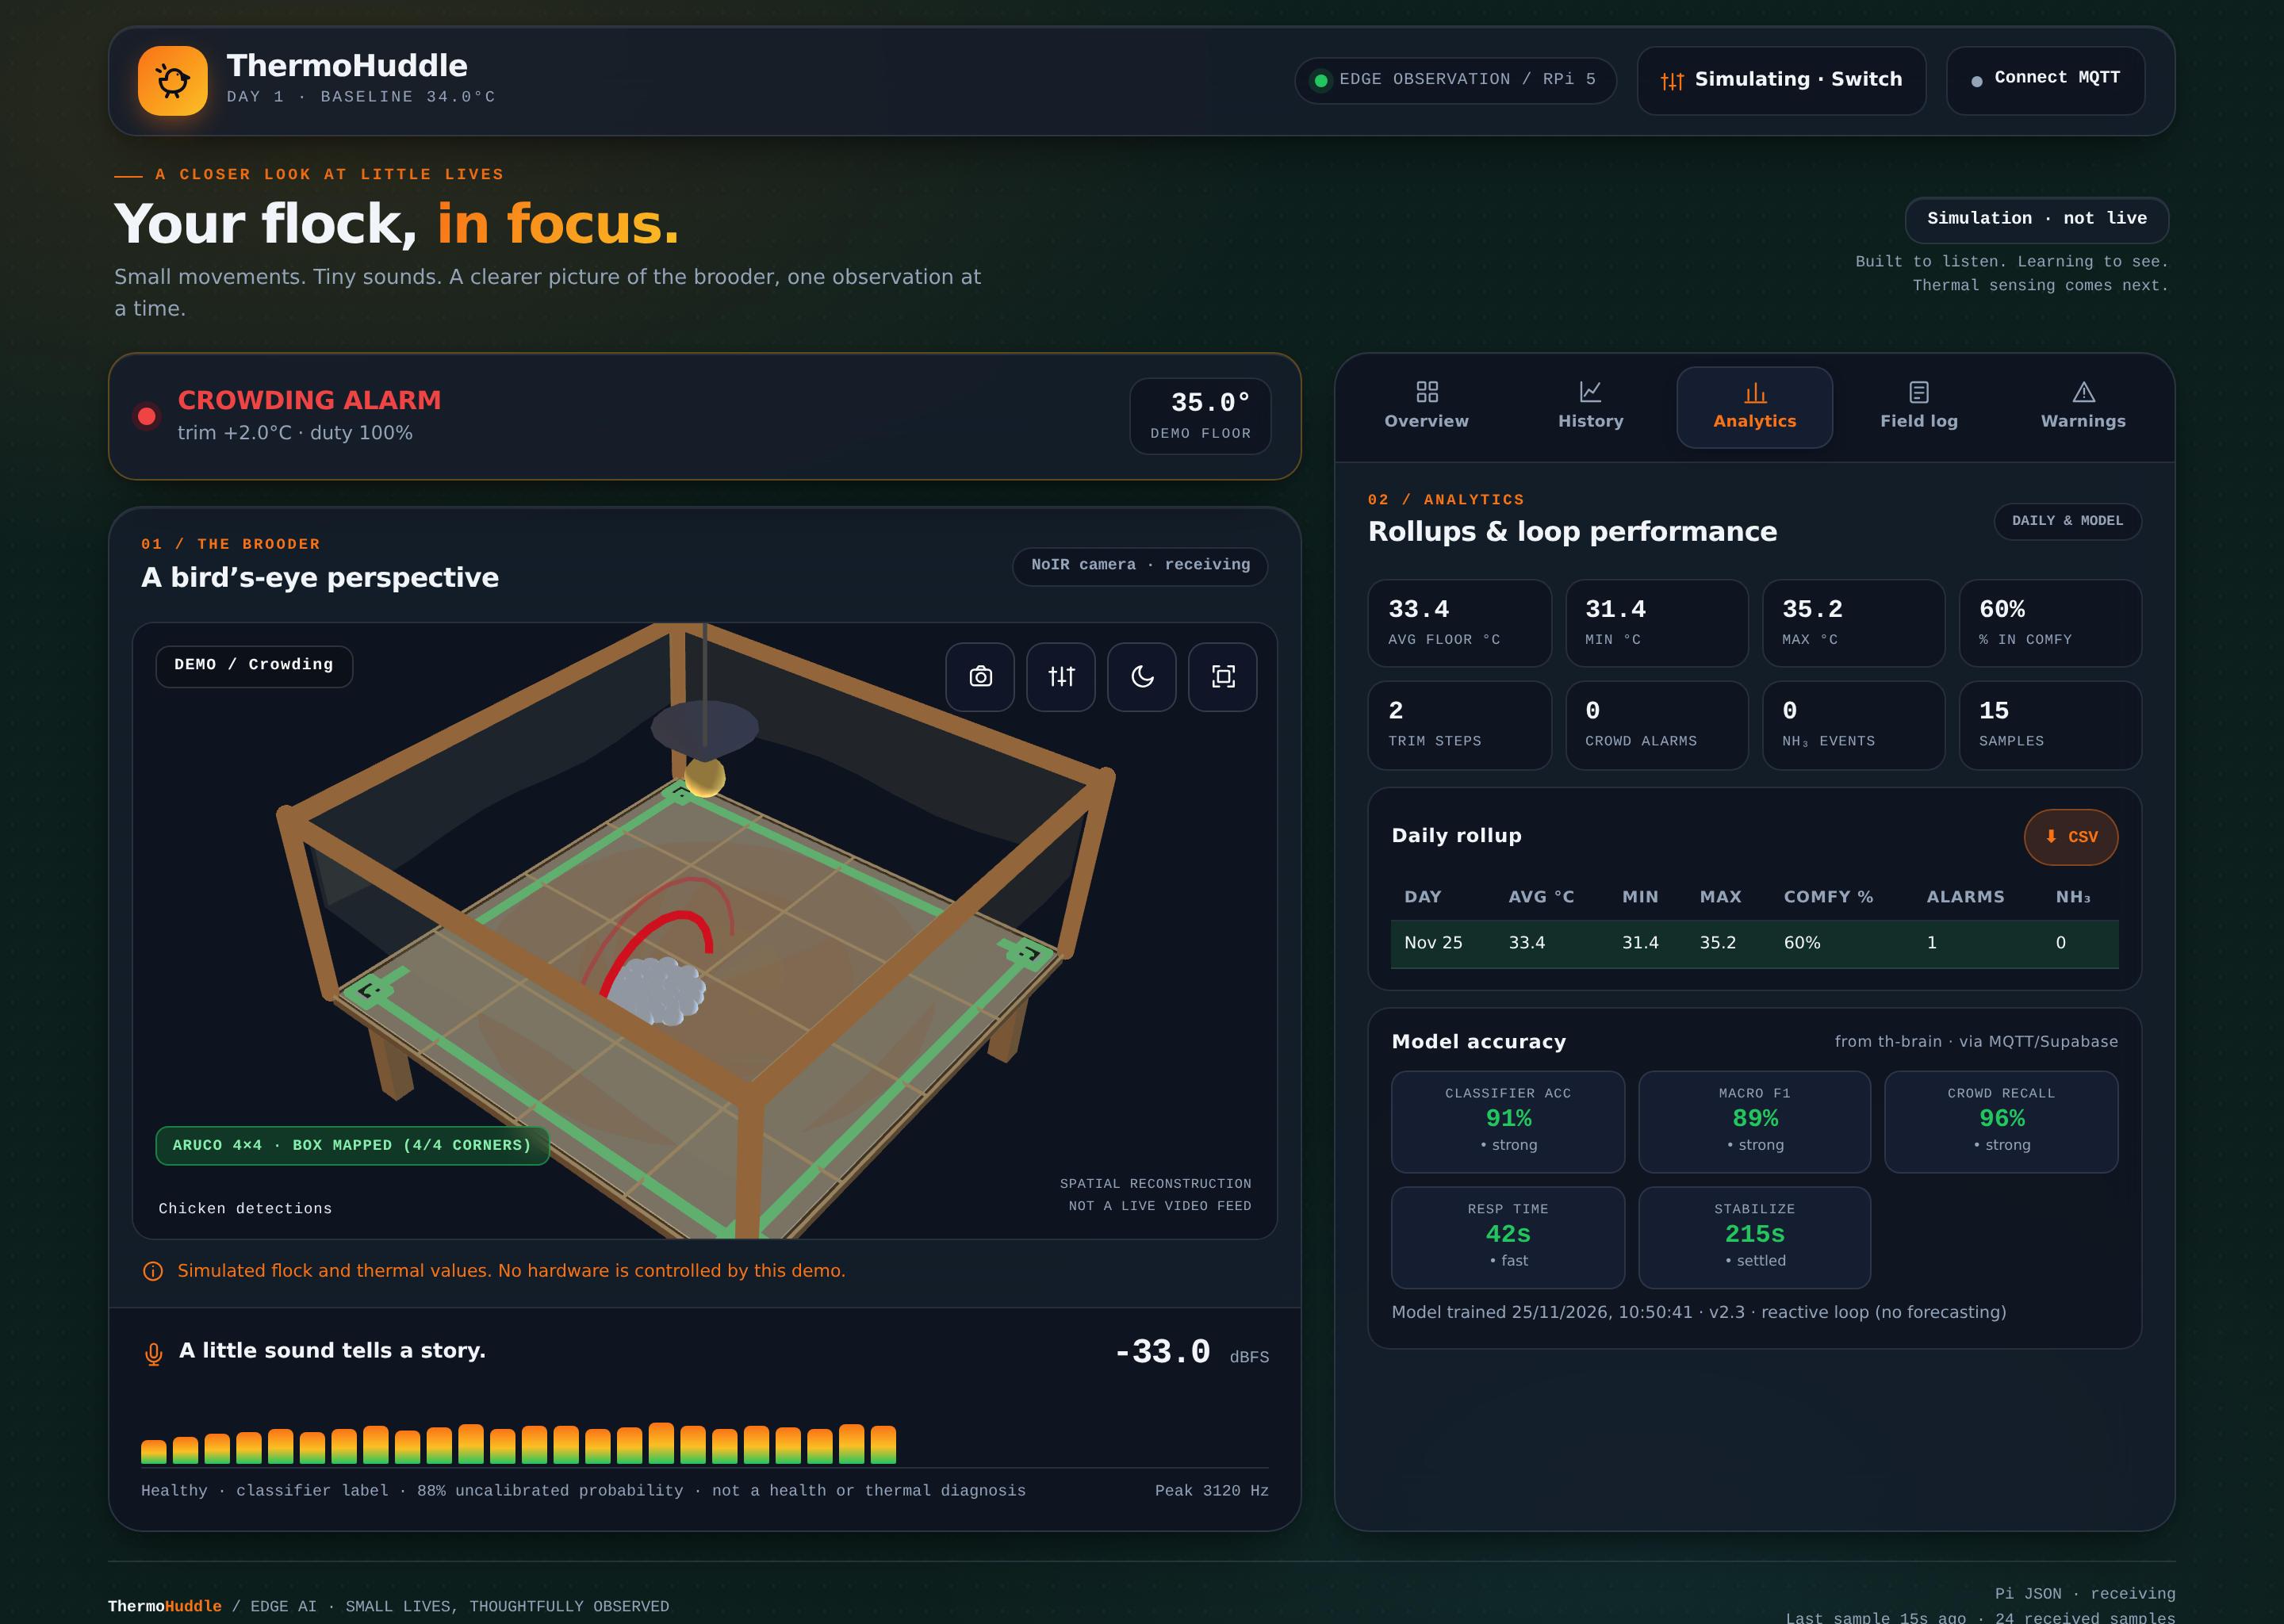 ThermoHuddle
DAY 1 · BASELINE 34.0°C
EDGE OBSERVATION / RPi 5
Simulating · Switch
Connect MQTT
A CLOSER LOOK AT LITTLE LIVES
Your flock, in focus.
Small movements. Tiny sounds. A clearer picture of the brooder, one observation at
a time.
Simulation · not live
Built to listen. Learning to see.
Thermal sensing comes next.
CROWDING ALARM
trim +2.0°C · duty 100%
35.0°
DEMO FLOOR
01 / THE BROODER
A bird’s-eye perspective
NoIR camera · receiving
DEMO / Crowding
ARUCO 4×4 · BOX MAPPED (4/4 CORNERS)
Chicken detections
SPATIAL RECONSTRUCTION
NOT A LIVE VIDEO FEED
Simulated flock and thermal values. No hardware is controlled by this demo.
A little sound tells a story.
-33.0 dBFS
Healthy · classifier label · 88% uncalibrated probability · not a health or thermal diagnosis
Peak 3120 Hz
Overview
History
Analytics
Field log
Warnings
02 / ANALYTICS
Rollups & loop performance
DAILY & MODEL
33.4
AVG FLOOR °C
31.4
MIN °C
35.2
MAX °C
60%
% IN COMFY
2
TRIM STEPS
0
CROWD ALARMS
0
NH₃ EVENTS
15
SAMPLES
Daily rollup
⬇ CSV
DAY AVG °C MIN MAX COMFY % ALARMS NH₃
Nov 25 33.4 31.4 35.2 60% 1 0
Model accuracy
from th-brain · via MQTT/Supabase
CLASSIFIER ACC
91%
• strong
MACRO F1
89%
• strong
CROWD RECALL
96%
• strong
RESP TIME
42s
• fast
STABILIZE
215s
• settled
Model trained 25/11/2026, 10:50:41 · v2.3 · reactive loop (no forecasting)
ThermoHuddle / EDGE AI · SMALL LIVES, THOUGHTFULLY OBSERVED
Pi JSON · receiving
Last sample 15s ago · 24 received samples